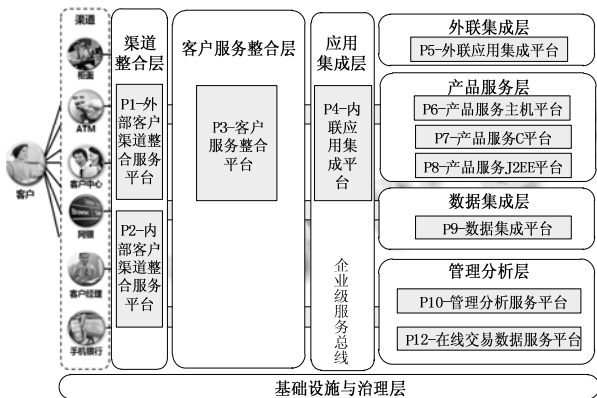 渠道
柜面
ATM
客户中心
网银
客户经理
手机银行
客户
渠道
整合层
P1-外
部客户
渠道整
合服务
平台
P2-内
部客户
渠道整
合服务
平台
客户服务整合层
P3-客户
服务整合
平台
应用
集成层
P4-内
联应用
集成平
台
企业级服务总线
外联集成层
P5-外联应用集成平台
产品服务层
P6-产品服务主机平台
P7-产品服务C平台
P8-产品服务J2EE平台
数据集成层
P9-数据集成平台
管理分析层
P10-管理分析服务平台
P12-在线交易数据服务平台
基础设施与治理层